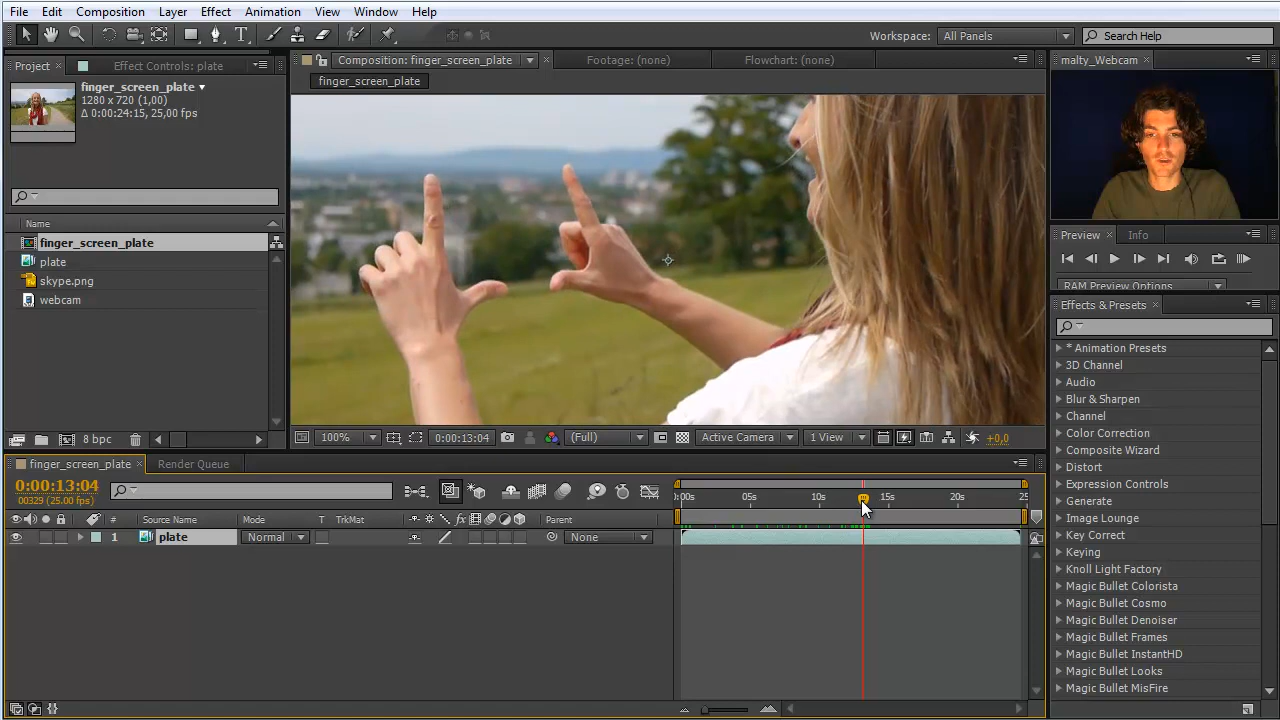 File Edit Composition Layer Effect Animation View Window Help
Workspace: All Panels Search Help
Project Effect Controls: plate
Composition: finger_screen_plate Footage: (none) Flowchart: (none)
malty_Webcam
finger_screen_plate
finger_screen_plate
1280 x 720 (1,00)
Δ 0:00:24:15, 25,00 fps
Name
finger_screen_plate
plate
skype.png
webcam
8 bpc
100% 0:00:13:04 (Full) Active Camera 1 View +0,0
Preview Info
RAM Preview Options
Effects & Presets
* Animation Presets
3D Channel
Audio
Blur & Sharpen
Channel
Color Correction
Composite Wizard
Distort
Expression Controls
Generate
Image Lounge
Key Correct
Keying
Knoll Light Factory
Magic Bullet Colorista
Magic Bullet Cosmo
Magic Bullet Denoiser
Magic Bullet Frames
Magic Bullet InstantHD
Magic Bullet Looks
Magic Bullet MisFire
finger_screen_plate Render Queue
0:00:13:04
00329 (25.00 fps)
:00s 05s 10s 15s 20s 25
# Source Name Mode T TrkMat fx Parent
1 plate Normal None